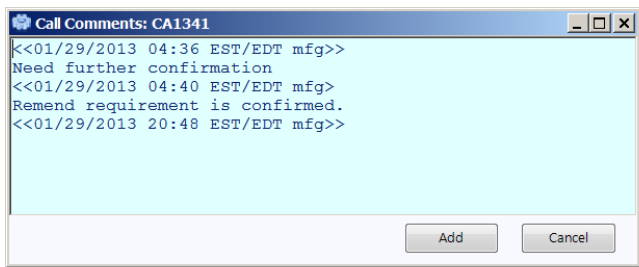 Call Comments: CA1341
<<01/29/2013 04:36 EST/EDT mfg>>
Need further confirmation
<<01/29/2013 04:40 EST/EDT mfg>
Remend requirement is confirmed.
<<01/29/2013 20:48 EST/EDT mfg>>
Add Cancel